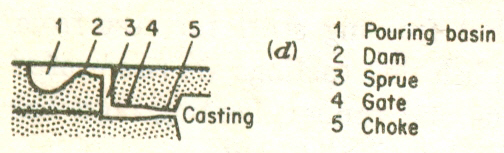 1 2 3 4 5
Casting
(d)
1 Pouring basin
2 Dam
3 Sprue
4 Gate
5 Choke